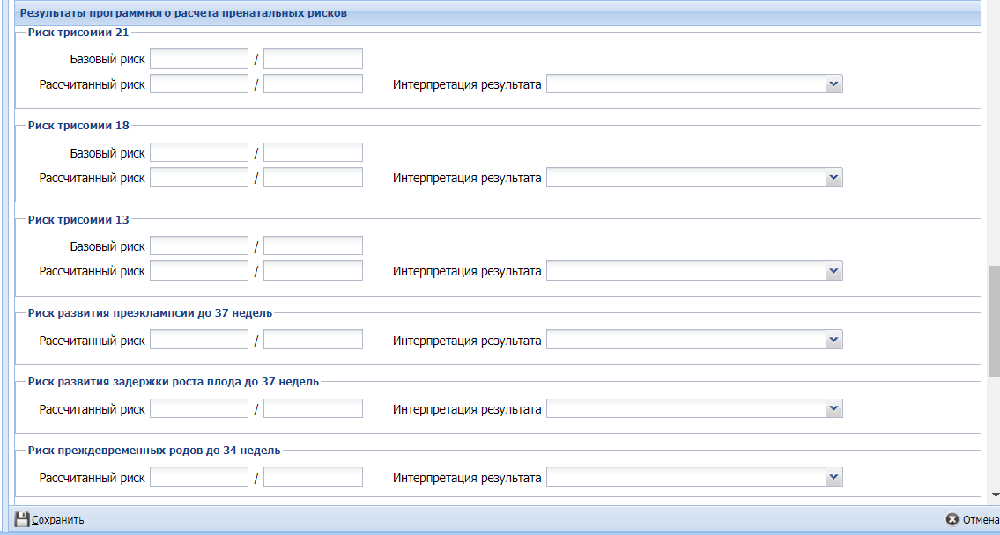 Результаты программного расчета пренатальных рисков
Риск трисомии 21
Базовый риск /
Рассчитанный риск / Интерпретация результата
Риск трисомии 18
Базовый риск /
Рассчитанный риск / Интерпретация результата
Риск трисомии 13
Базовый риск /
Рассчитанный риск / Интерпретация результата
Риск развития преэклампсии до 37 недель
Рассчитанный риск / Интерпретация результата
Риск развития задержки роста плода до 37 недель
Рассчитанный риск / Интерпретация результата
Риск преждевременных родов до 34 недель
Рассчитанный риск / Интерпретация результата
Сохранить Отмена